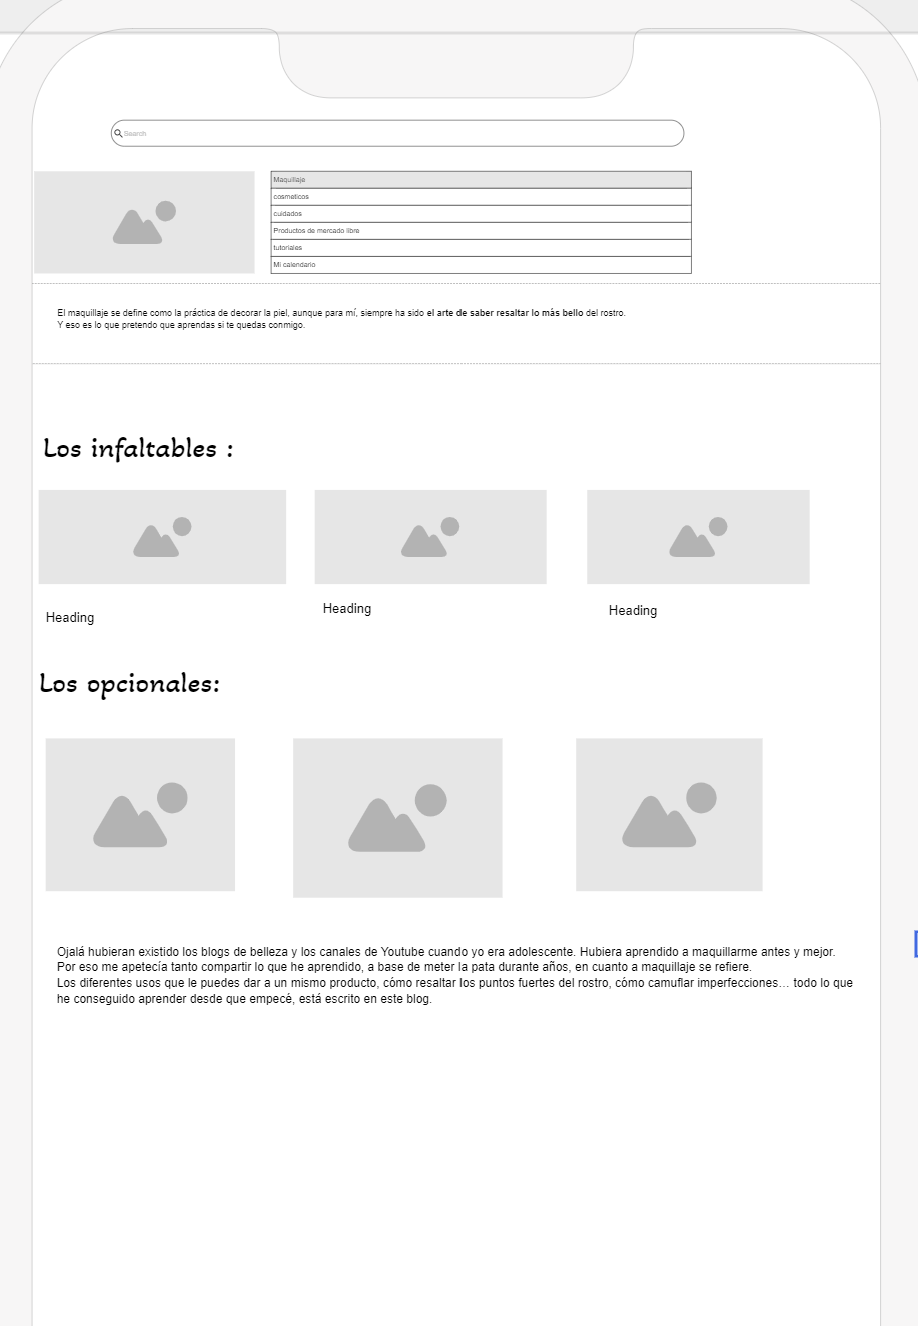 Search
Maquillaje
cosmeticos
cuidados
Productos de mercado libre
tutoriales
Mi calendario
El maquillaje se define como la práctica de decorar la piel, aunque para mí, siempre ha sido el arte de saber resaltar lo más bello del rostro.
Y eso es lo que pretendo que aprendas si te quedas conmigo.
Los infaltables :
Heading
Heading
Heading
Los opcionales:
Ojalá hubieran existido los blogs de belleza y los canales de Youtube cuando yo era adolescente. Hubiera aprendido a maquillarme antes y mejor.
Por eso me apetecía tanto compartir lo que he aprendido, a base de meter la pata durante años, en cuanto a maquillaje se refiere.
Los diferentes usos que le puedes dar a un mismo producto, cómo resaltar los puntos fuertes del rostro, cómo camuflar imperfecciones… todo lo que
he conseguido aprender desde que empecé, está escrito en este blog.